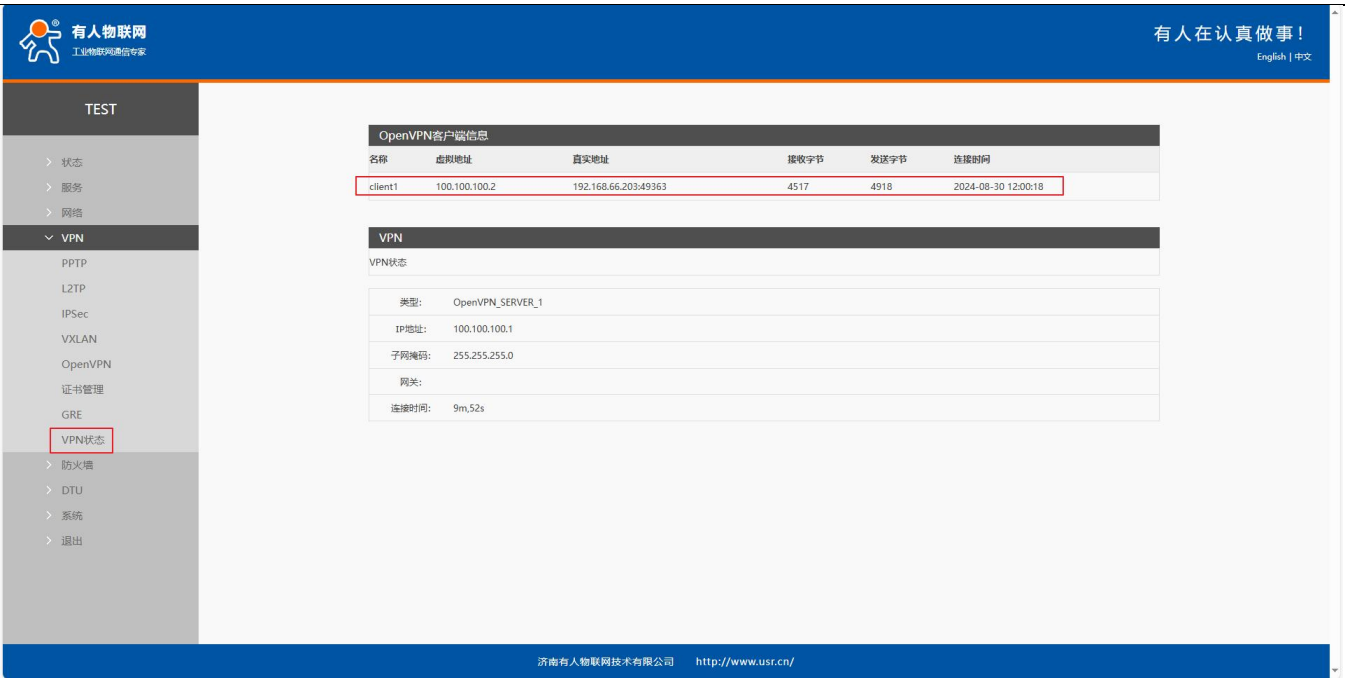 有人物联网
®
工业物联网通信专家
有人在认真做事！
English | 中文
TEST
状态
服务
网络
VPN
PPTP
L2TP
IPSec
VXLAN
OpenVPN
证书管理
GRE
VPN状态
防火墙
DTU
系统
退出
OpenVPN客户端信息
名称 虚拟地址 真实地址 接收字节 发送字节 连接时间
client1 100.100.100.2 192.168.66.203:49363 4517 4918 2024-08-30 12:00:18
VPN
VPN状态
类型: OpenVPN_SERVER_1
IP地址: 100.100.100.1
子网掩码: 255.255.255.0
网关:
连接时间: 9m,52s
济南有人物联网技术有限公司 http://www.usr.cn/